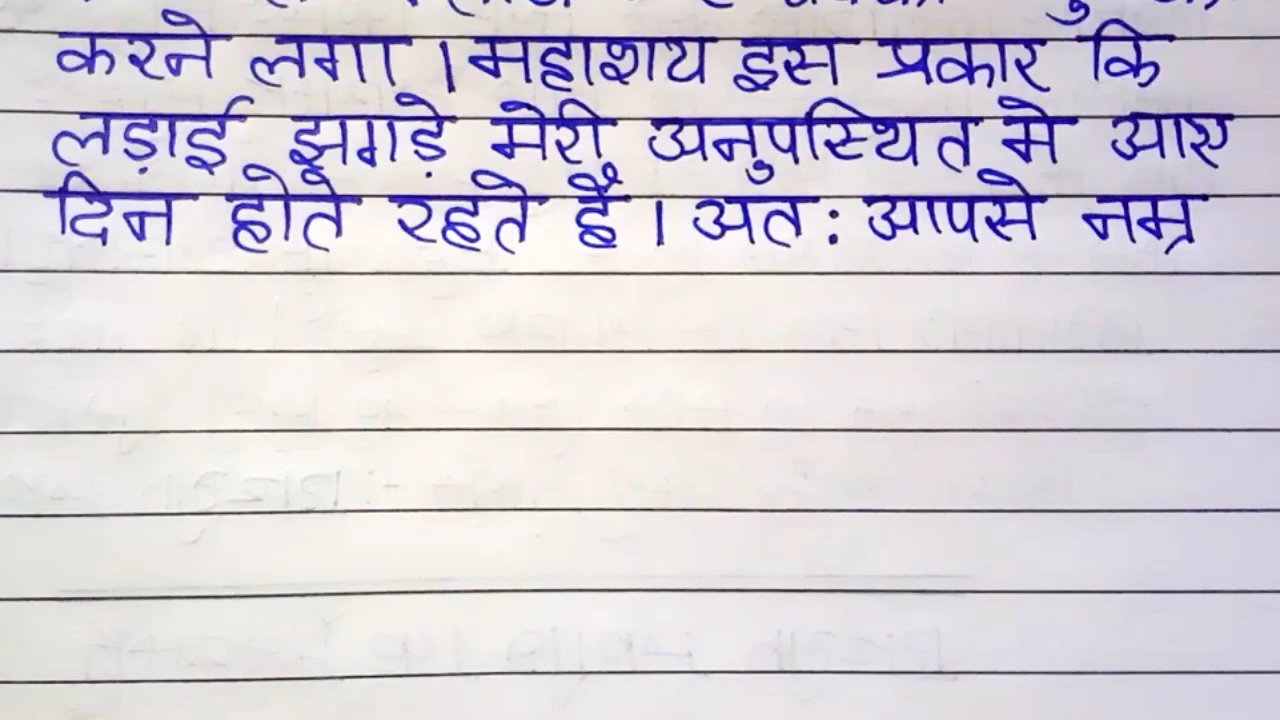 करने लगा । महाशय इस प्रकार कि
लड़ाई झगड़े मेरी अनुपस्थित मे आए
दिन होते रहते है । अतः आपसे नम्र